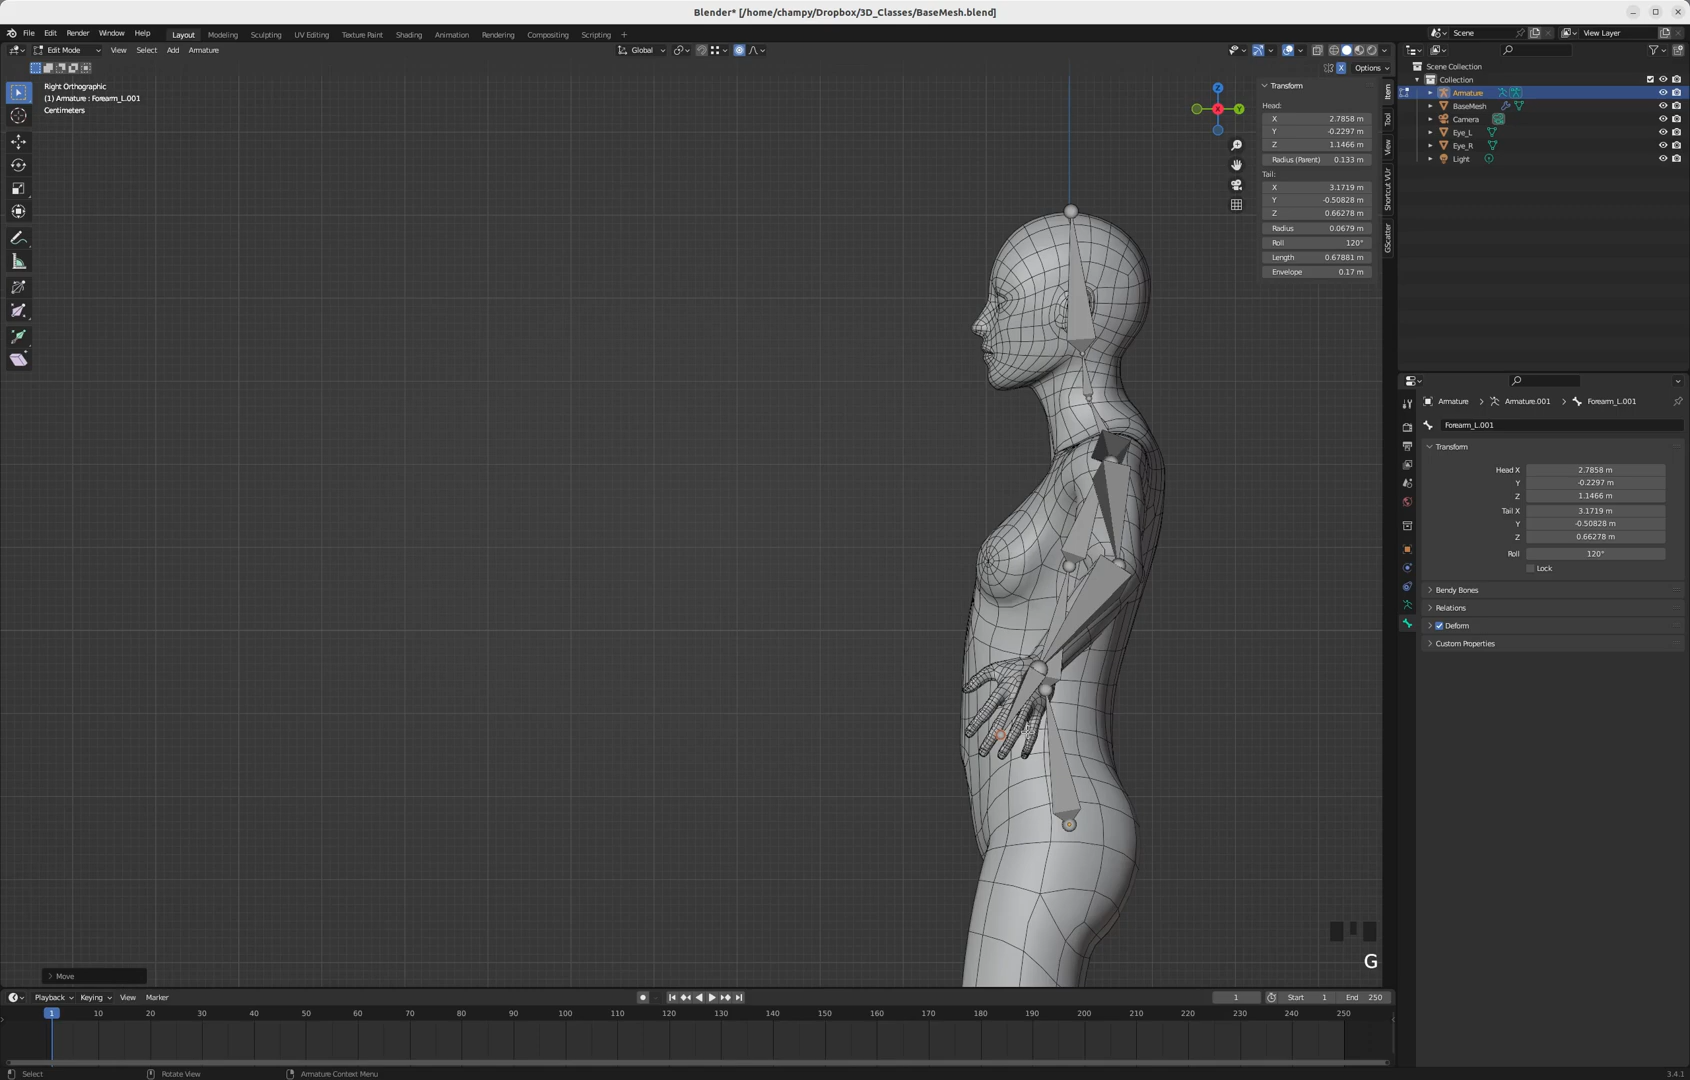 Blender* [/home/champy/Dropbox/3D_Classes/BaseMesh.blend]
File Edit Render Window Help Layout Modeling Sculpting UV Editing Texture Paint Shading Animation Rendering Compositing Scripting + Scene View Layer
Edit Mode View Select Add Armature Global
X Options
Right Orthographic
(1) Armature : Forearm_L.001
Centimeters
Z
X
Y
Transform
Head:
X 2.7858 m
Y -0.2297 m
Z 1.1466 m
Radius (Parent) 0.133 m
Tail:
X 3.1719 m
Y -0.50828 m
Z 0.66278 m
Radius 0.0679 m
Roll 120°
Length 0.67881 m
Envelope 0.17 m
Item
Tool
View
Shortcut VUr
GScatter
Scene Collection
Collection
Armature
BaseMesh
Camera
Eye_L
Eye_R
Light
Armature Armature.001 Forearm_L.001
Forearm_L.001
Transform
Head X 2.7858 m
Y -0.2297 m
Z 1.1466 m
Tail X 3.1719 m
Y -0.50828 m
Z 0.66278 m
Roll 120°
Lock
Bendy Bones
Relations
Deform
Custom Properties
G
Move
Playback Keying View Marker 1 Start 1 End 250
1 10 20 30 40 50 60 70 80 90 100 110 120 130 140 150 160 170 180 190 200 210 220 230 240 250
Select Rotate View Armature Context Menu 3.4.1